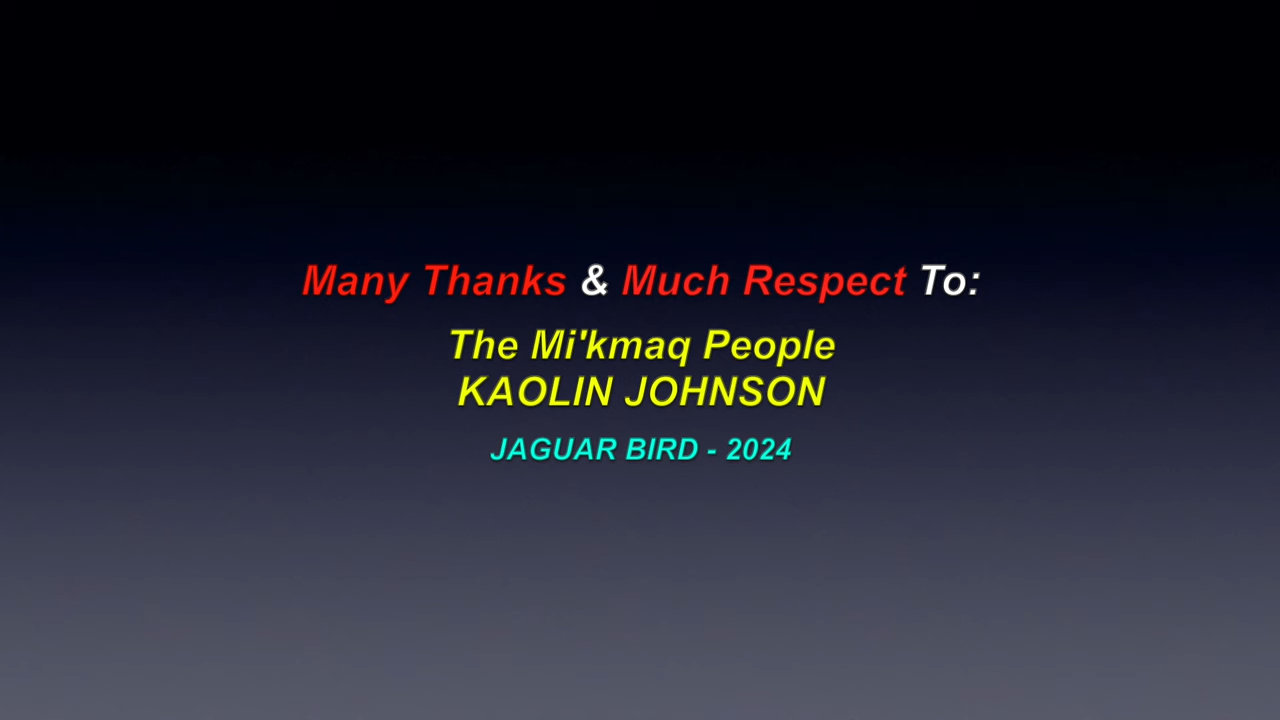 Many Thanks & Much Respect To:
The Mi'kmaq People
KAOLIN JOHNSON
JAGUAR BIRD - 2024